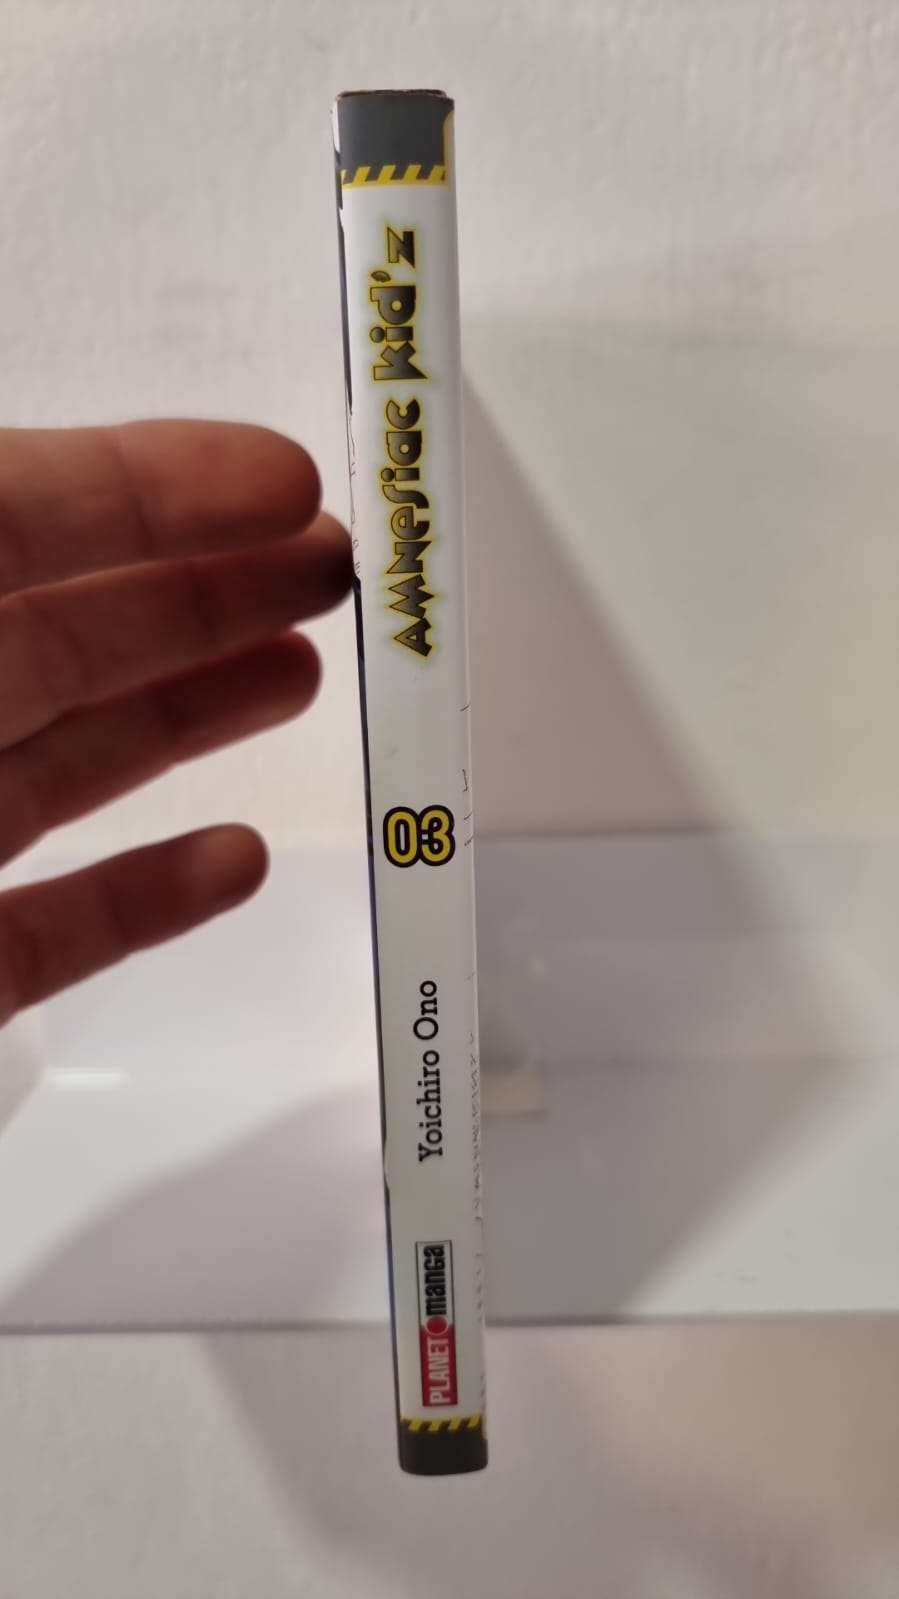 Amnesiac kid'z
03
Yoichiro Ono
PLANET manga